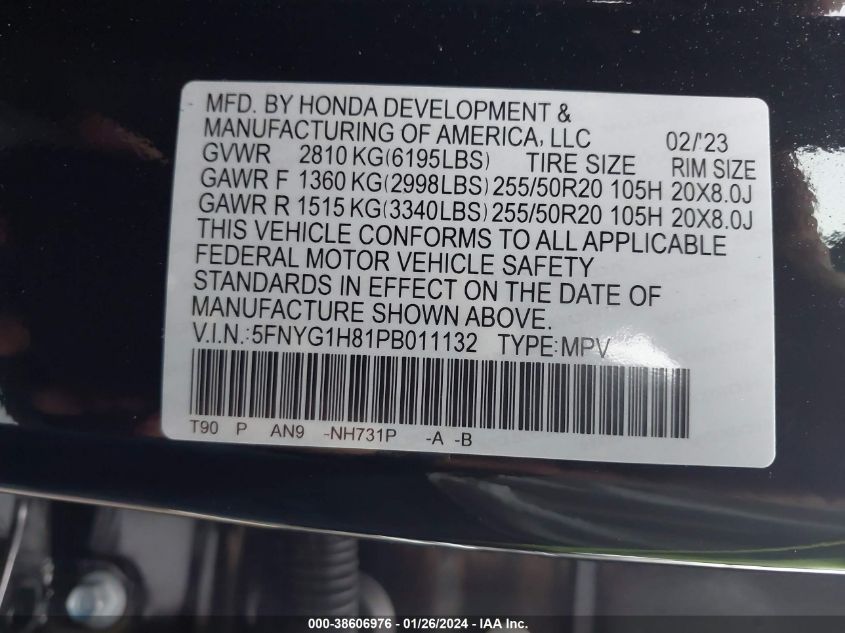 MFD. BY HONDA DEVELOPMENT &
MANUFACTURING OF AMERICA, LLC 02/'23
GVWR 2810 KG(6195LBS) TIRE SIZE RIM SIZE
GAWR F 1360 KG(2998LBS) 255/50R20 105H 20X8.0J
GAWR R 1515 KG(3340LBS) 255/50R20 105H 20X8.0J
THIS VEHICLE CONFORMS TO ALL APPLICABLE
FEDERAL MOTOR VEHICLE SAFETY
STANDARDS IN EFFECT ON THE DATE OF
MANUFACTURE SHOWN ABOVE.
V.I.N.:5FNYG1H81PB011132 TYPE:MPV
T90 P AN9 -NH731P -A -B
000-38606976 - 01/26/2024 - IAA Inc.